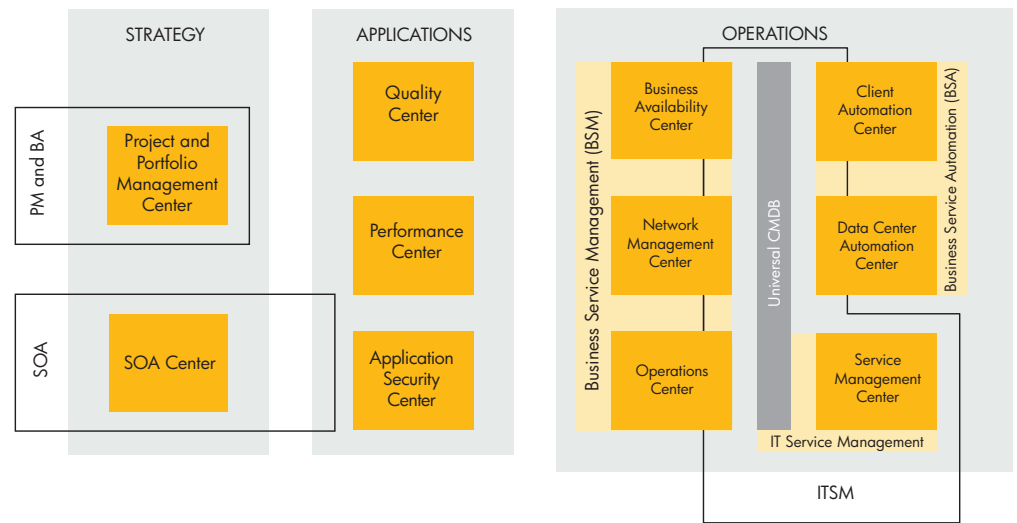 STRATEGY
PM and BA
Project and
Portfolio
Management
Center
SOA
SOA Center
APPLICATIONS
Quality
Center
Performance
Center
Application
Security
Center
OPERATIONS
Business Service Management (BSM)
Business
Availability
Center
Network
Management
Center
Operations
Center
Universal CMDB
Client
Automation
Center
Data Center
Automation
Center
Business Service Automation (BSA)
Service
Management
Center
IT Service Management
ITSM